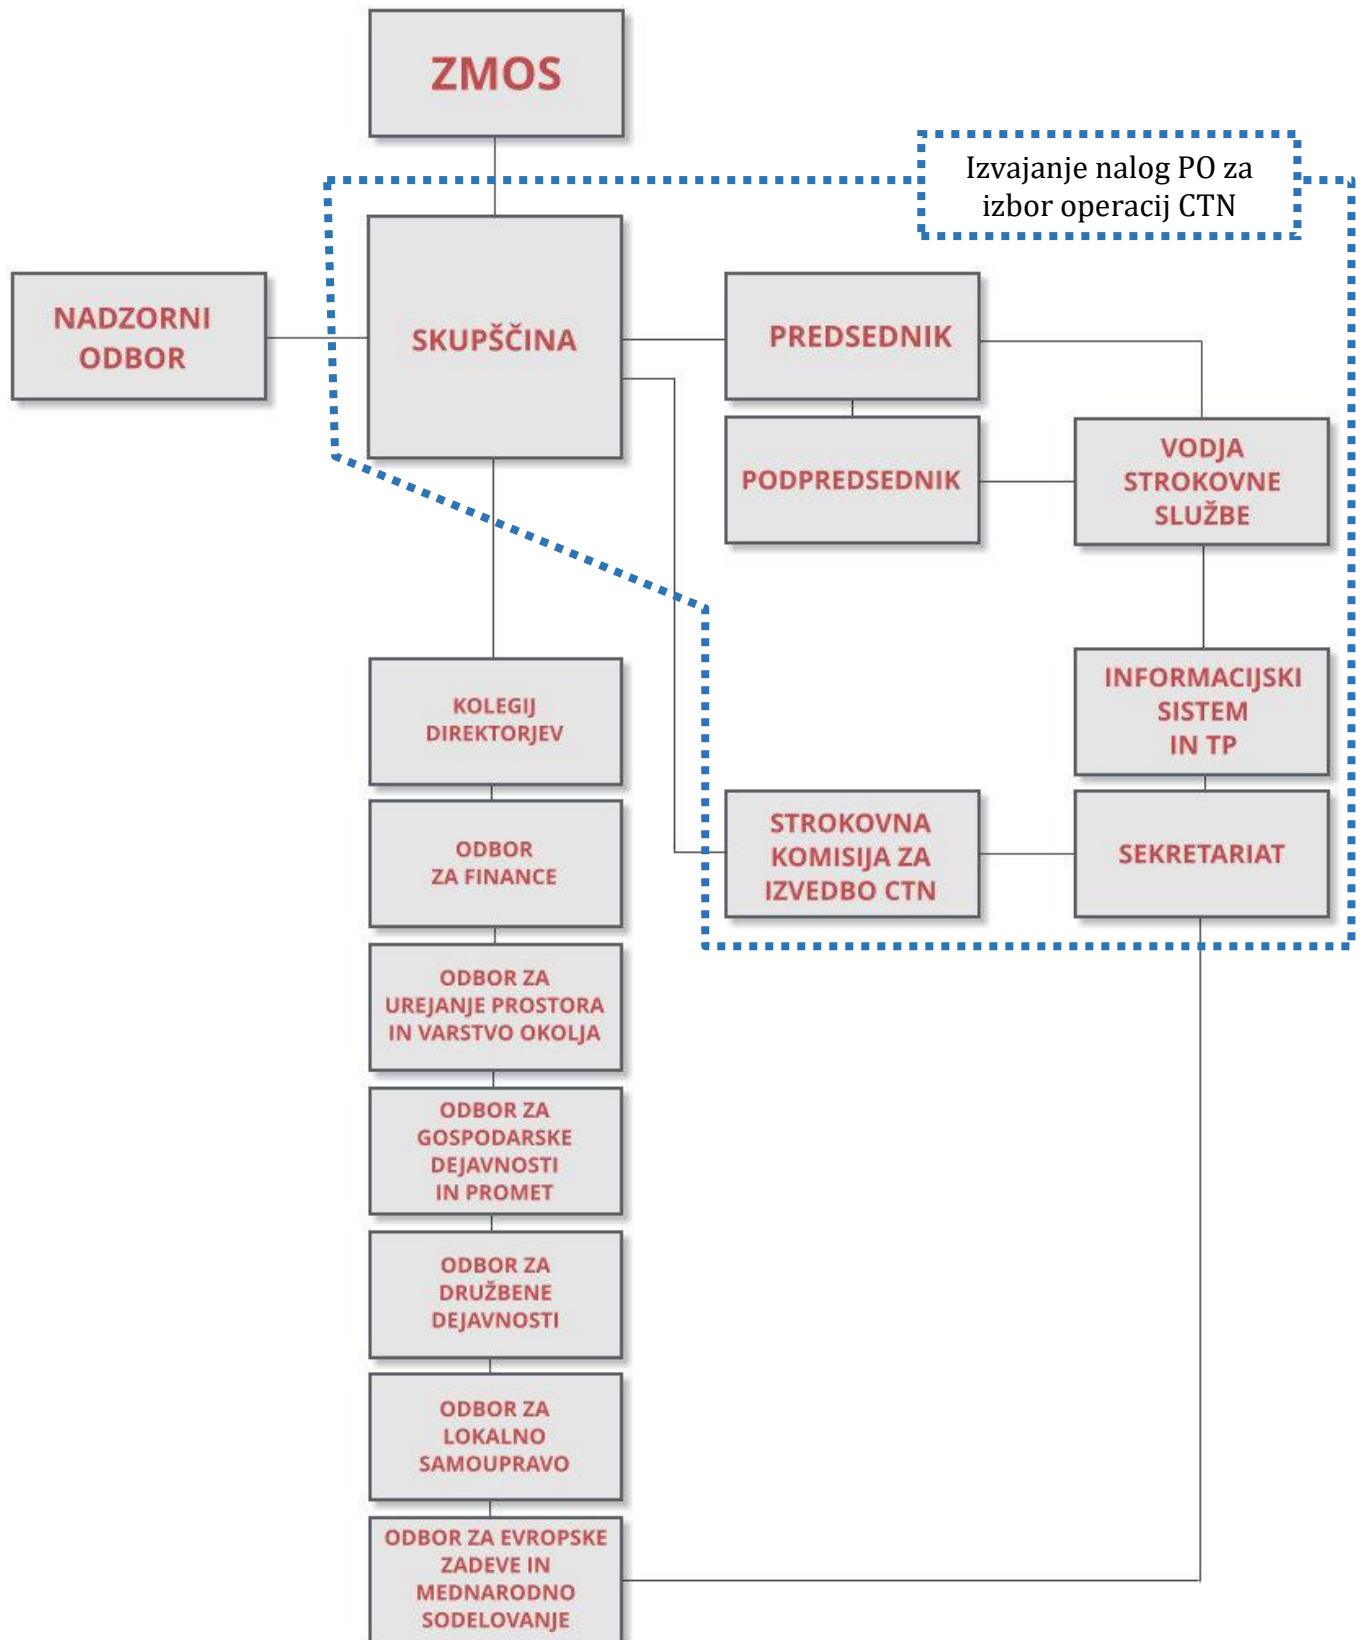 ZMOS
Izvajanje nalog PO za
izbor operacij CTN
NADZORNI
ODBOR
SKUPŠČINA
PREDSEDNIK
PODPREDSEDNIK
VODJA
STROKOVNE
SLUŽBE
INFORMACIJSKI
SISTEM
IN TP
STROKOVNA
KOMISIJA ZA
IZVEDBO CTN
SEKRETARIAT
KOLEGIJ
DIREKTORJEV
ODBOR
ZA FINANCE
ODBOR ZA
UREJANJE PROSTORA
IN VARSTVO OKOLJA
ODBOR ZA
GOSPODARSKE
DEJAVNOSTI
IN PROMET
ODBOR ZA
DRUŽBENE
DEJAVNOSTI
ODBOR ZA
LOKALNO
SAMOUPRAVO
ODBOR ZA EVROPSKE
ZADEVE IN
MEDNARODNO
SODELOVANJE